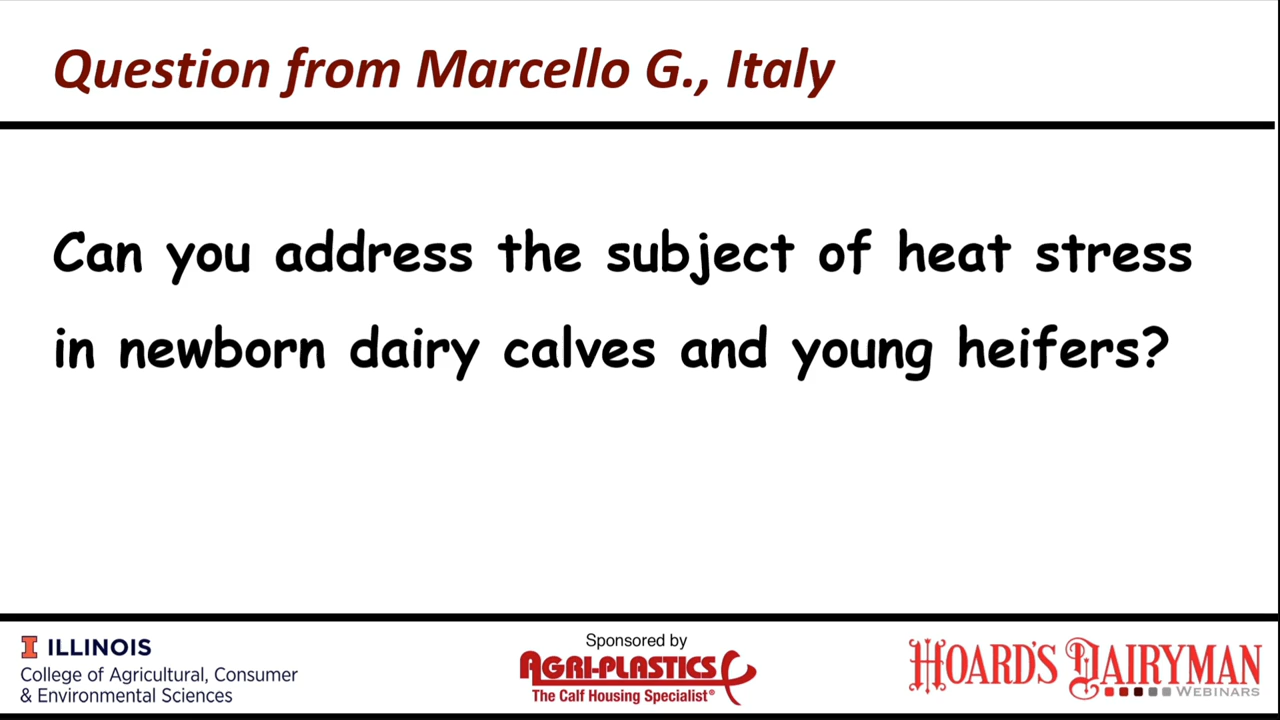 Question from Marcello G., Italy
Can you address the subject of heat stress
in newborn dairy calves and young heifers?
I ILLINOIS
College of Agricultural, Consumer
& Environmental Sciences
Sponsored by
AGRI-PLASTICS
The Calf Housing Specialist®
HOARD'S DAIRYMAN
WEBINARS